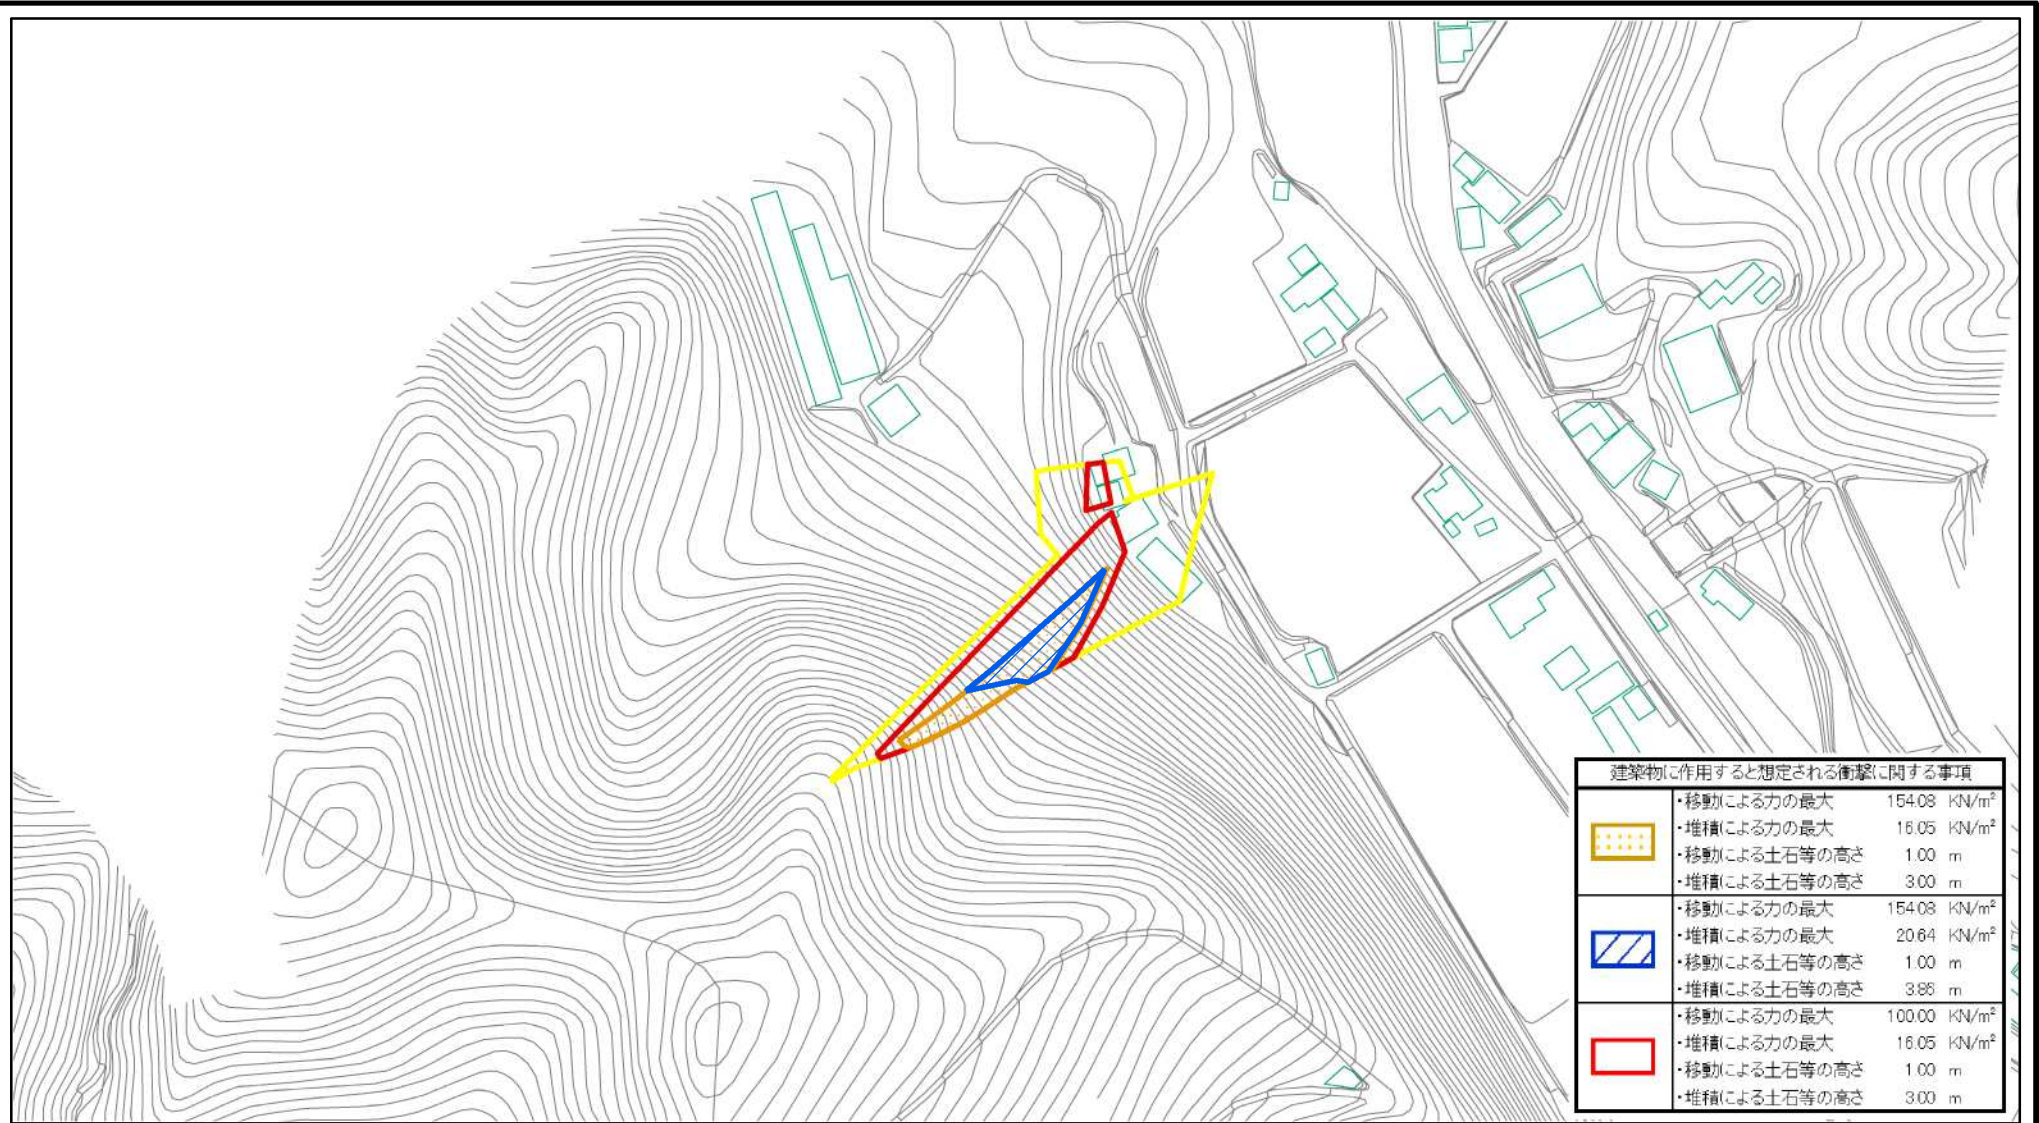 建築物に作用すると想定される衝撃に関する事項
・移動による力の最大 154.08 KN/m²
・堆積による力の最大 16.05 KN/m²
・移動による土石等の高さ 1.00 m
・堆積による土石等の高さ 3.00 m
・移動による力の最大 154.08 KN/m²
・堆積による力の最大 20.64 KN/m²
・移動による土石等の高さ 1.00 m
・堆積による土石等の高さ 3.86 m
・移動による力の最大 100.00 KN/m²
・堆積による力の最大 16.05 KN/m²
・移動による土石等の高さ 1.00 m
・堆積による土石等の高さ 3.00 m